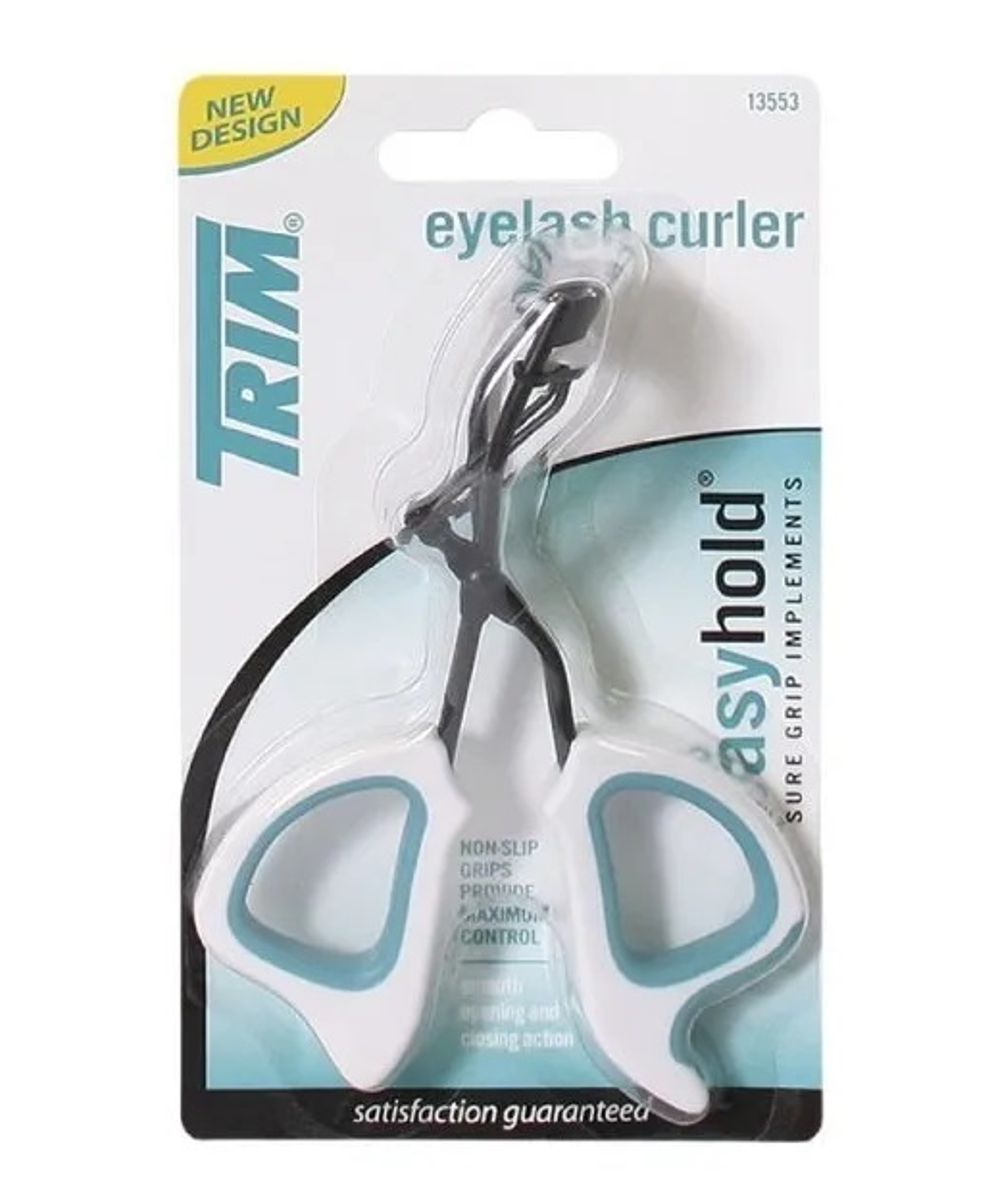 NEW
DESIGN
13553
TRIM®
eyelash curler
easyhold®
SURE GRIP IMPLEMENTS
NON-SLIP
GRIPS
PROVIDE
MAXIMUM
CONTROL
smooth
opening and
closing action
satisfaction guaranteed